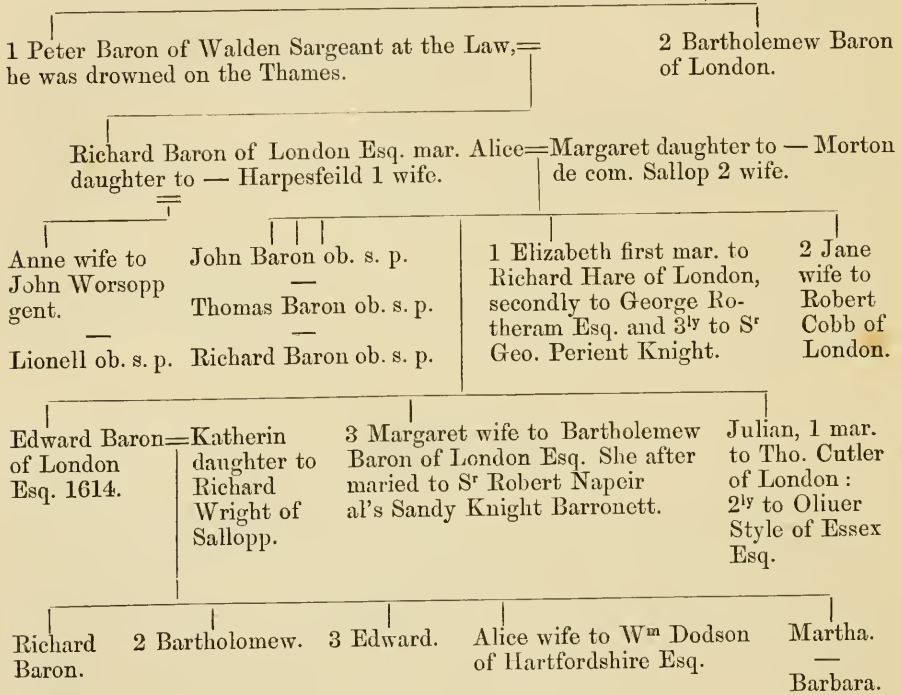 1 Peter Baron of Walden Sargeant at the Law,=
he was drowned on the Thames.
2 Bartholemew Baron
of London.
Richard Baron of London Esq. mar. Alice=Margaret daughter to — Morton
daughter to — Harpesfeild 1 wife.
de com. Sallop 2 wife.
Anne wife to
John Worsopp
gent.
—
Lionell ob. s. p.
John Baron ob. s. p.
—
Thomas Baron ob. s. p.
—
Richard Baron ob. s. p.
1 Elizabeth first mar. to
Richard Hare of London,
secondly to George Ro-
theram Esq. and 3ly to Sr
Geo. Perient Knight.
2 Jane
wife to
Robert
Cobb of
London.
Edward Baron=
of London
Esq. 1614.
Katherin
daughter to
Richard
Wright of
Sallopp.
3 Margaret wife to Bartholemew
Baron of London Esq. She after
maried to Sr Robert Napeir
al's Sandy Knight Barronett.
Julian, 1 mar.
to Tho. Cutler
of London :
2ly to Oliuer
Style of Essex
Esq.
Richard
Baron.
2 Bartholomew.
3 Edward.
Alice wife to Wm Dodson
of Hartfordshire Esq.
Martha.
—
Barbara.